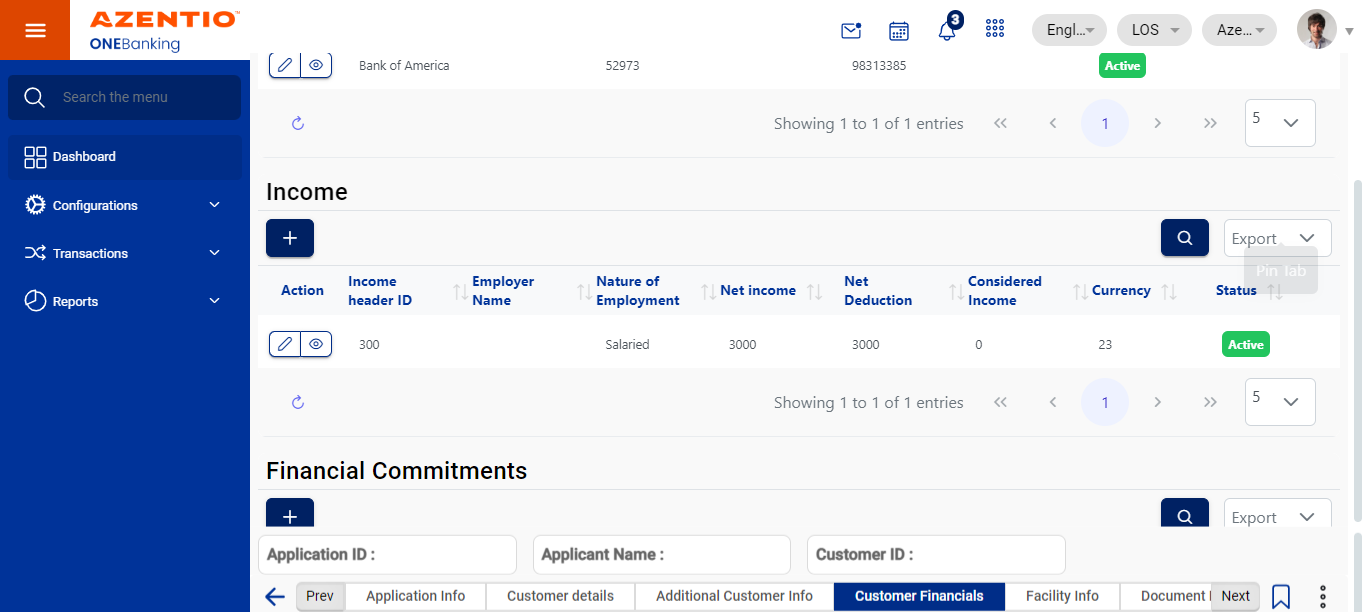 AZENTIO
ONEBanking
3
Engl...
LOS
Aze...
Search the menu
Dashboard
Configurations
Transactions
Reports
Bank of America 52973 98313385 Active
Showing 1 to 1 of 1 entries << < 1 > >> 5
Income
+ Export
Pin Tab
Action Income header ID Employer Name Nature of Employment Net income Net Deduction Considered Income Currency Status
300 Salaried 3000 3000 0 23 Active
Showing 1 to 1 of 1 entries << < 1 > >> 5
Financial Commitments
+ Export
Application ID : Applicant Name : Customer ID :
Prev Application Info Customer details Additional Customer Info Customer Financials Facility Info Document Next